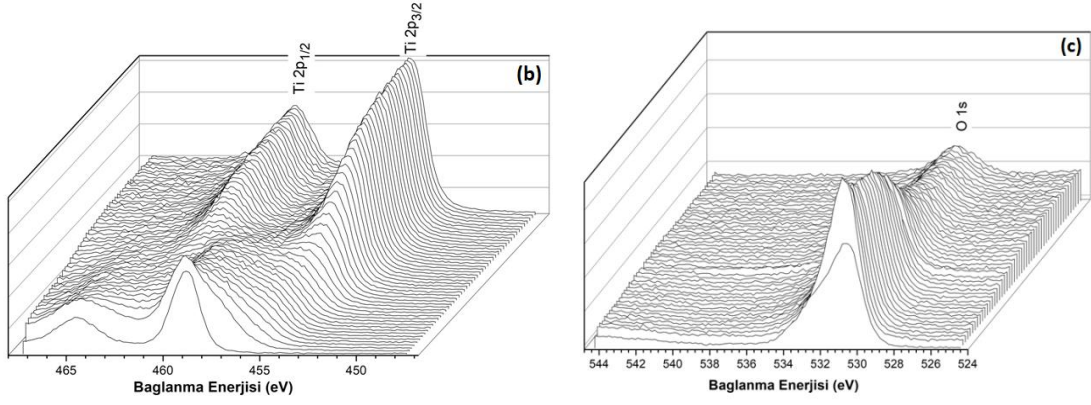 (b)
Ti 2p1/2
Ti 2p3/2
465 460 455 450
Baglanma Enerjisi (eV)
(c)
O 1s
544 542 540 538 536 534 532 530 528 526 524
Baglanma Enerjisi (eV)